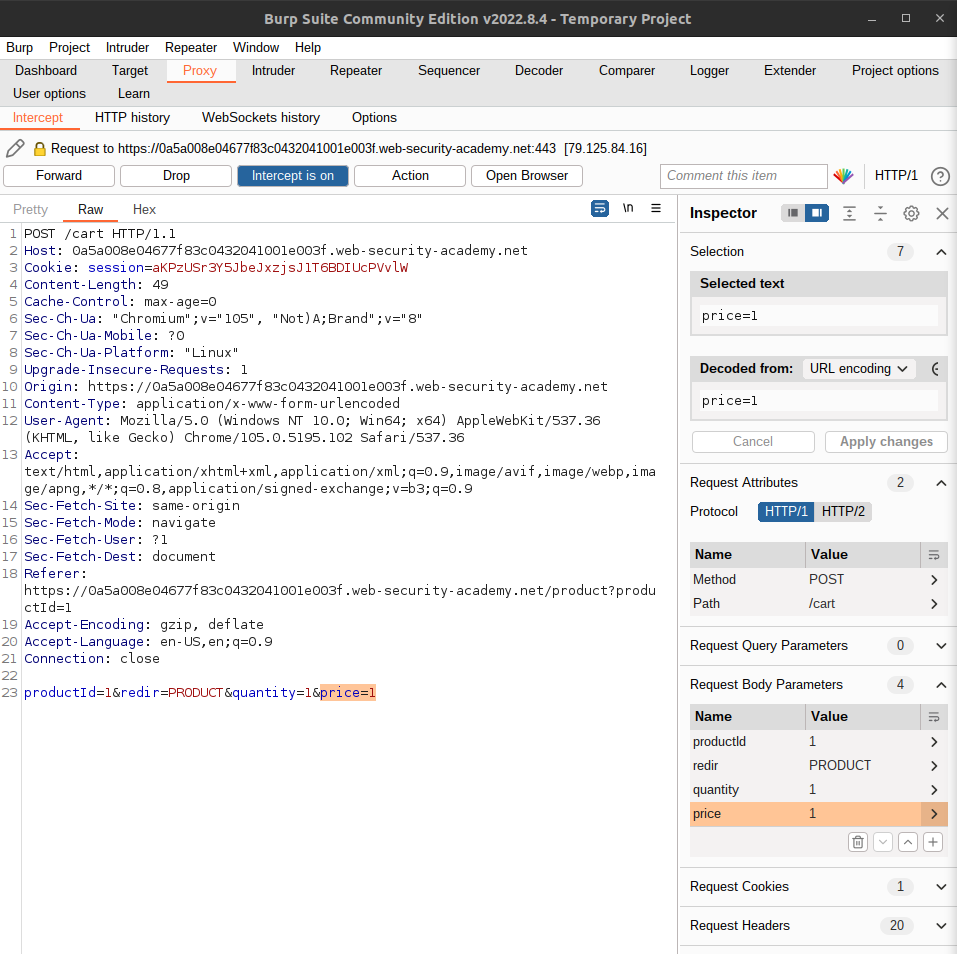 Burp Suite Community Edition v2022.8.4 - Temporary Project
Burp Project Intruder Repeater Window Help
Dashboard Target Proxy Intruder Repeater Sequencer Decoder Comparer Logger Extender Project options
User options Learn
Intercept HTTP history WebSockets history Options
Request to https://0a5a008e04677f83c0432041001e003f.web-security-academy.net:443 [79.125.84.16]
Forward Drop Intercept is on Action Open Browser Comment this item HTTP/1 ?
Pretty Raw Hex \n
1 POST /cart HTTP/1.1
2 Host: 0a5a008e04677f83c0432041001e003f.web-security-academy.net
3 Cookie: session=aKPzUSr3Y5JbeJxzjsJ1T6BDIUcPVvlW
4 Content-Length: 49
5 Cache-Control: max-age=0
6 Sec-Ch-Ua: "Chromium";v="105", "Not)A;Brand";v="8"
7 Sec-Ch-Ua-Mobile: ?0
8 Sec-Ch-Ua-Platform: "Linux"
9 Upgrade-Insecure-Requests: 1
10 Origin: https://0a5a008e04677f83c0432041001e003f.web-security-academy.net
11 Content-Type: application/x-www-form-urlencoded
12 User-Agent: Mozilla/5.0 (Windows NT 10.0; Win64; x64) AppleWebKit/537.36
(KHTML, like Gecko) Chrome/105.0.5195.102 Safari/537.36
13 Accept:
text/html,application/xhtml+xml,application/xml;q=0.9,image/avif,image/webp,ima
ge/apng,*/*;q=0.8,application/signed-exchange;v=b3;q=0.9
14 Sec-Fetch-Site: same-origin
15 Sec-Fetch-Mode: navigate
16 Sec-Fetch-User: ?1
17 Sec-Fetch-Dest: document
18 Referer:
https://0a5a008e04677f83c0432041001e003f.web-security-academy.net/product?produ
ctId=1
19 Accept-Encoding: gzip, deflate
20 Accept-Language: en-US,en;q=0.9
21 Connection: close
22
23 productId=1&redir=PRODUCT&quantity=1&price=1
Inspector
Selection 7
Selected text
price=1
Decoded from: URL encoding
price=1
Cancel Apply changes
Request Attributes 2
Protocol HTTP/1 HTTP/2
Name Value
Method POST
Path /cart
Request Query Parameters 0
Request Body Parameters 4
Name Value
productId 1
redir PRODUCT
quantity 1
price 1
Request Cookies 1
Request Headers 20